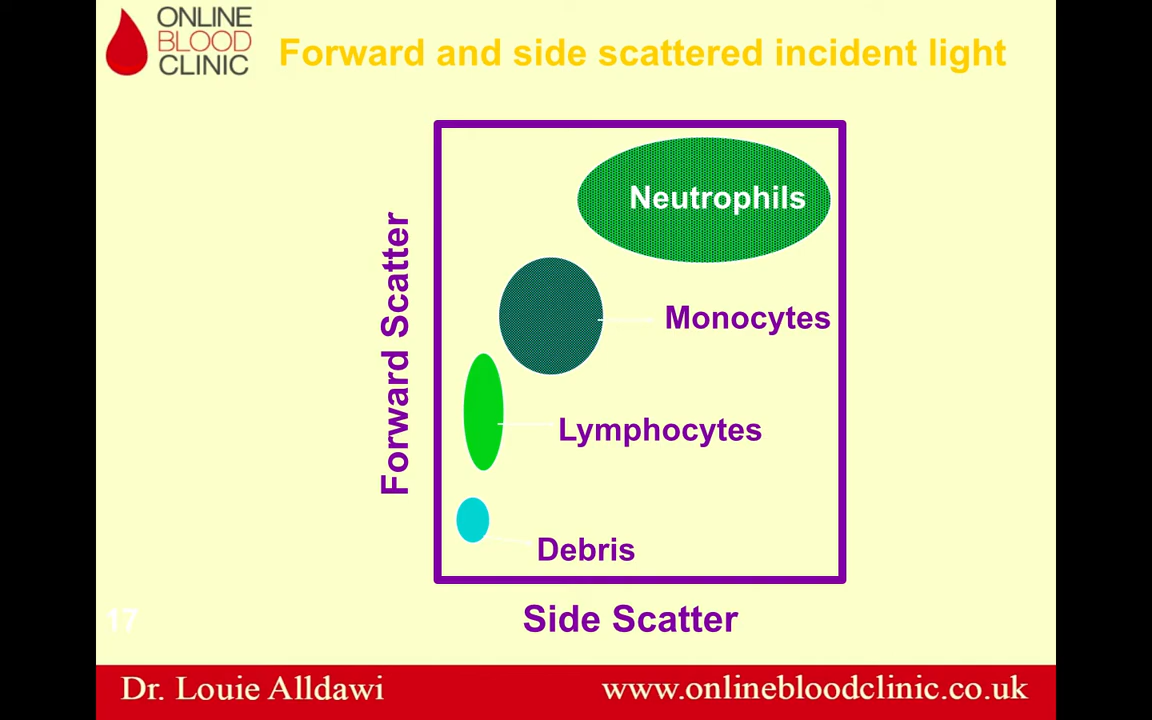 ONLINE
BLOOD
CLINIC
Forward and side scattered incident light
Neutrophils
Monocytes
Lymphocytes
Debris
Forward Scatter
Side Scatter
17
Dr. Louie Alldawi
www.onlinebloodclinic.co.uk